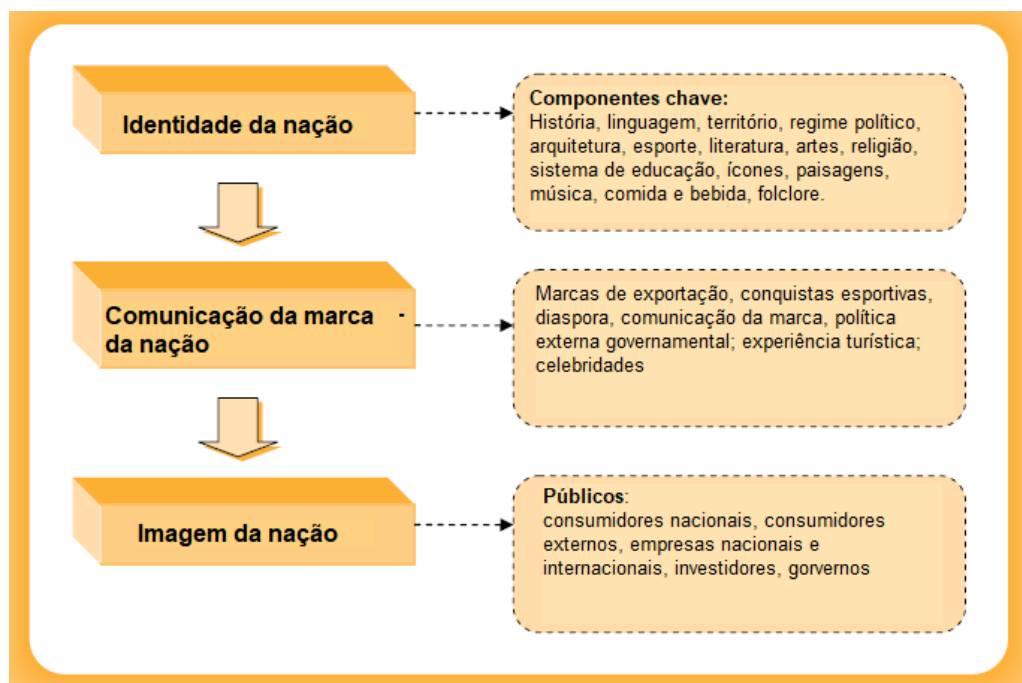 Identidade da nação
Componentes chave:
História, linguagem, território, regime político,
arquitetura, esporte, literatura, artes, religião,
sistema de educação, ícones, paisagens,
música, comida e bebida, folclore.
Comunicação da marca -
da nação
Marcas de exportação, conquistas esportivas,
diaspora, comunicação da marca, política
externa governamental; experiência turística;
celebridades
Imagem da nação
Públicos:
consumidores nacionais, consumidores
externos, empresas nacionais e
internacionais, investidores, gorvernos